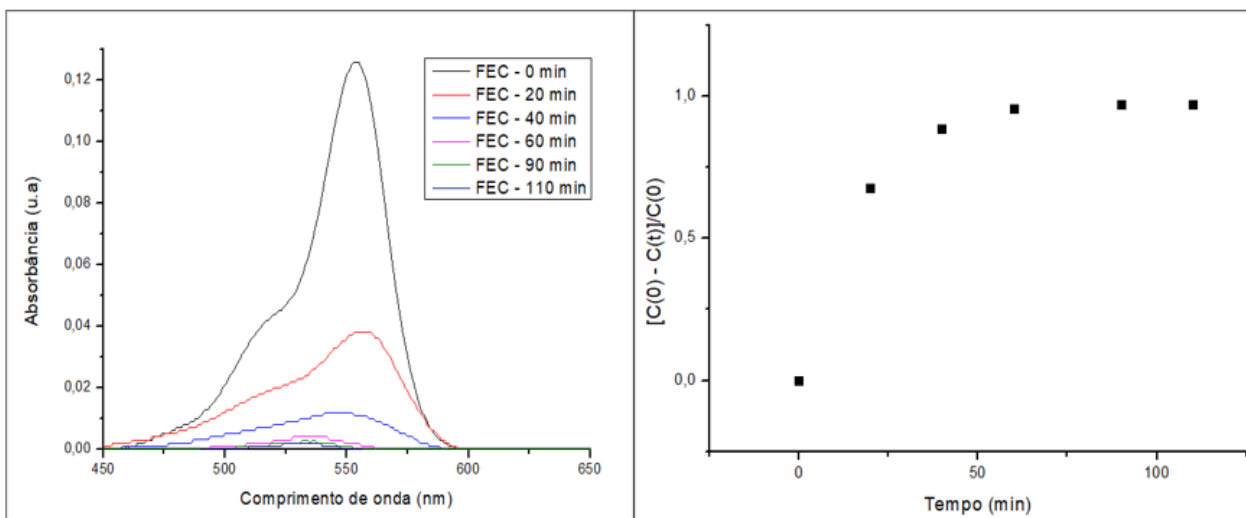 0,12
0,10
0,08
0,06
0,04
0,02
0,00
Absorbância (u.a)
450 500 550 600 650
Comprimento de onda (nm)
FEC - 0 min
FEC - 20 min
FEC - 40 min
FEC - 60 min
FEC - 90 min
FEC - 110 min
1,0
0,5
0,0
[C(0) - C(t)]/C(0)
0 50 100
Tempo (min)